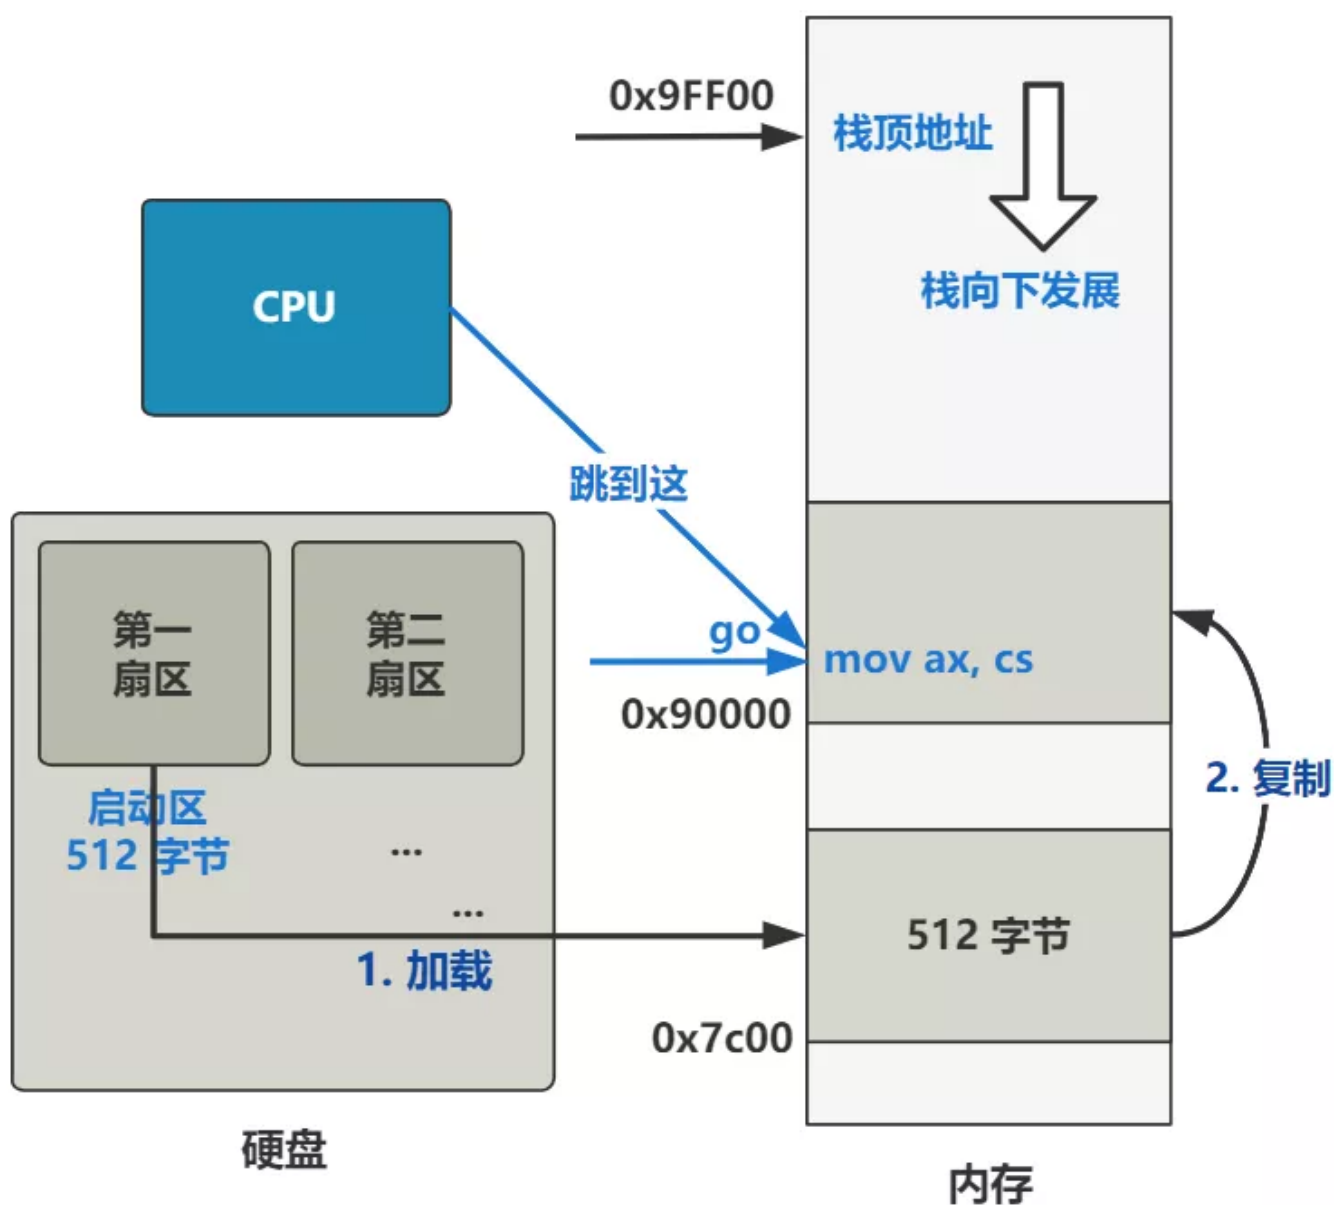 0x9FF00
栈顶地址
栈向下发展
CPU
跳到这
第一
扇区
第二
扇区
go
mov ax, cs
0x90000
2. 复制
启动区
512 字节
...
...
1. 加载
512 字节
0x7c00
硬盘
内存